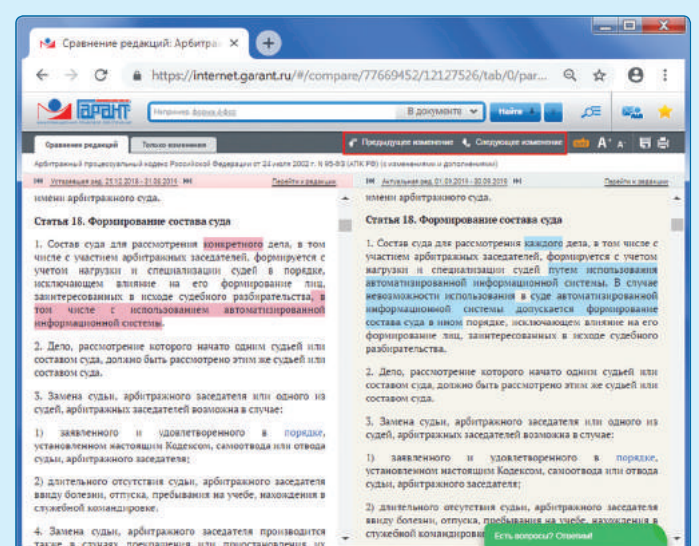 Сравнение редакций: Арбитра
https://internet.garant.ru/#/compare/77669452/12127526/tab/0/par...
ГАРАНТ
Например, форма 4-фсс
В документе
Найти
Сравнение редакций
Только изменения
Предыдущее изменение
Следующее изменение
Арбитражный процессуальный кодекс Российской Федерации от 24 июля 2002 г. N 95-ФЗ (АПК РФ) (с изменениями и дополнениями)
Перейти к редакции
Перейти к редакции
имени арбитражного суда.
Статья 18. Формирование состава суда
1. Состав суда для рассмотрения конкретного дела, в том
числе с участием арбитражных заседателей, формируется с
учетом нагрузки и специализации судей в порядке,
исключающем влияние на его формирование лиц,
заинтересованных в исходе судебного разбирательства, в
том числе с использованием автоматизированной
информационной системы.
2. Дело, рассмотрение которого начато одним судьей или
составом суда, должно быть рассмотрено этим же судьей или
составом суда.
3. Замена судьи, арбитражного заседателя или одного из
судей, арбитражных заседателей возможна в случае:
1) заявленного и удовлетворенного в порядке,
установленном настоящим Кодексом, самоотвода или отвода
судьи, арбитражного заседателя;
2) длительного отсутствия судьи, арбитражного заседателя
ввиду болезни, отпуска, пребывания на учебе, нахождения в
служебной командировке.
4. Замена судьи, арбитражного заседателя производится
также в случаях прекращения или приостановления их
имени арбитражного суда.
Статья 18. Формирование состава суда
1. Состав суда для рассмотрения каждого дела, в том числе с
участием арбитражных заседателей, формируется с учетом
нагрузки и специализации судей путем использования
автоматизированной информационной системы. В случае
невозможности использования в суде автоматизированной
информационной системы допускается формирование
состава суда в ином порядке, исключающем влияние на его
формирование лиц, заинтересованных в исходе судебного
разбирательства.
2. Дело, рассмотрение которого начато одним судьей или
составом суда, должно быть рассмотрено этим же судьей или
составом суда.
3. Замена судьи, арбитражного заседателя или одного из
судей, арбитражных заседателей возможна в случае:
1) заявленного и удовлетворенного в порядке,
установленном настоящим Кодексом, самоотвода или отвода
судьи, арбитражного заседателя;
2) длительного отсутствия судьи, арбитражного заседателя
ввиду болезни, отпуска, пребывания на учебе, нахождения в
служебной командировке
Есть вопросы? Ответим!